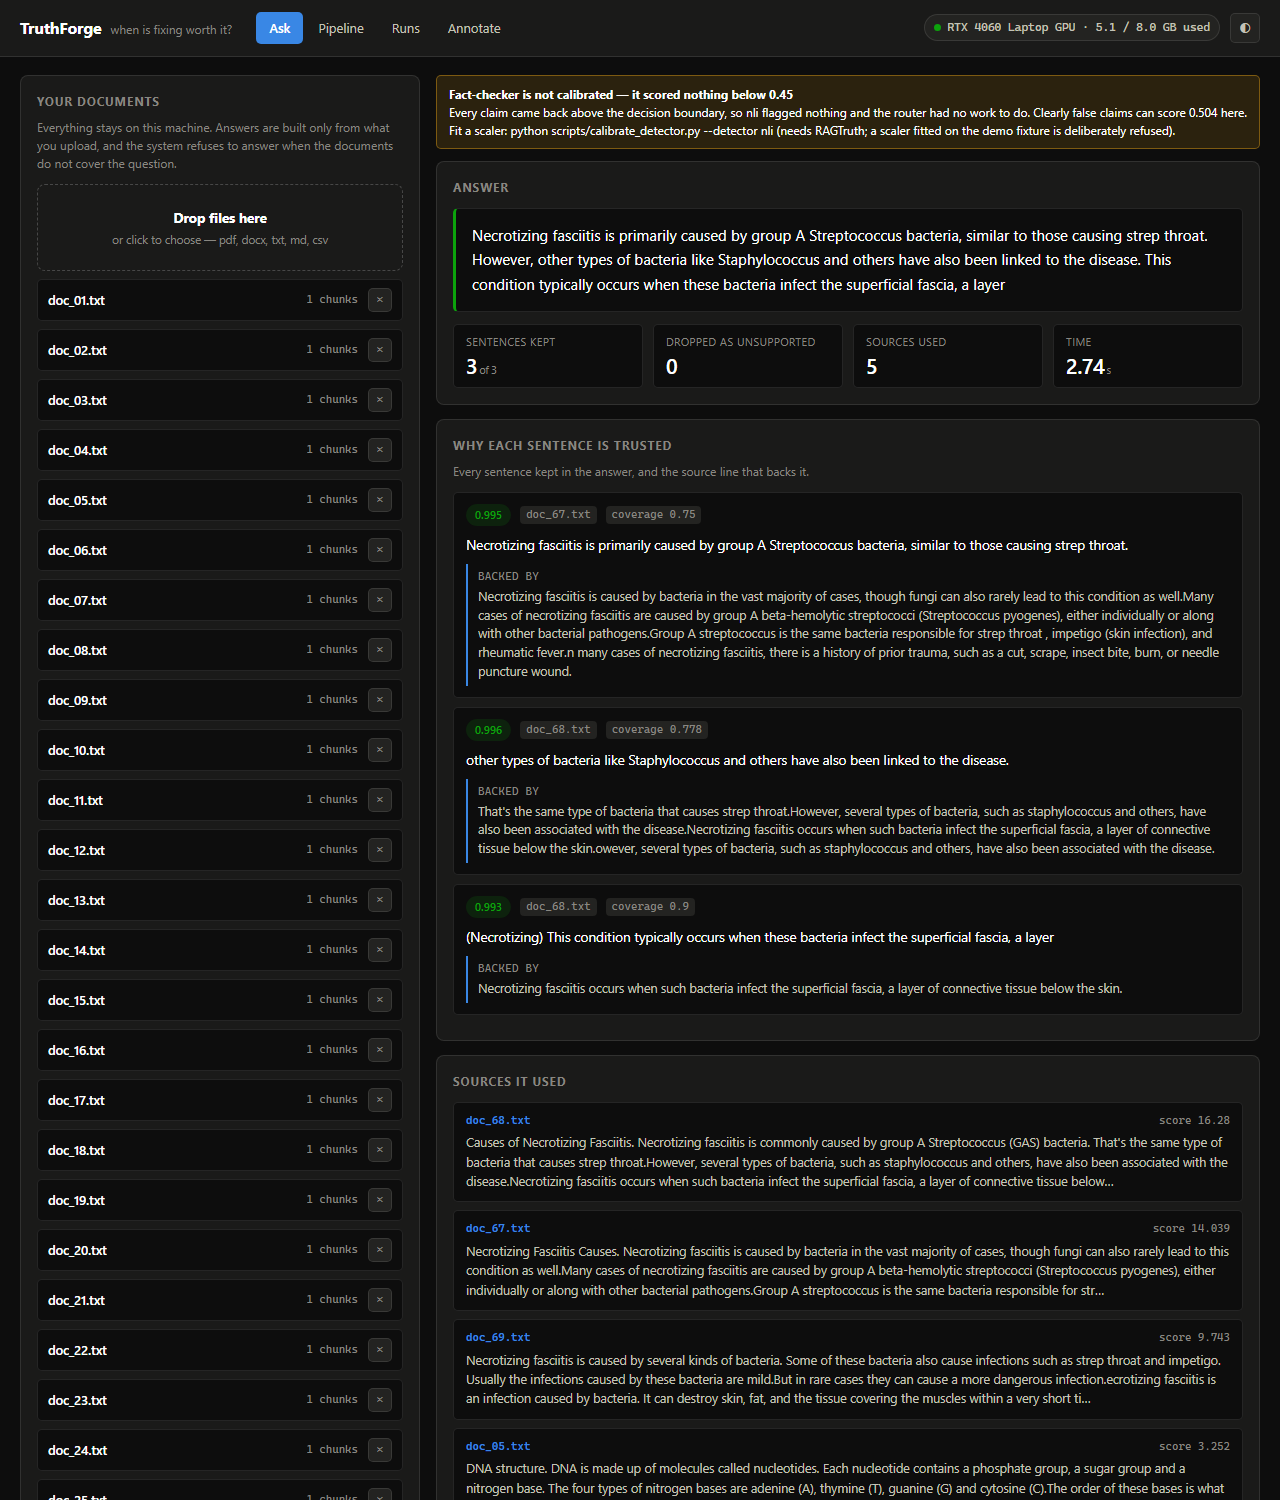 TruthForge when is fixing worth it? Ask Pipeline Runs Annotate RTX 4060 Laptop GPU · 5.1 / 8.0 GB used
YOUR DOCUMENTS
Everything stays on this machine. Answers are built only from what
you upload, and the system refuses to answer when the documents
do not cover the question.
Drop files here
or click to choose — pdf, docx, txt, md, csv
doc_01.txt 1 chunks ×
doc_02.txt 1 chunks ×
doc_03.txt 1 chunks ×
doc_04.txt 1 chunks ×
doc_05.txt 1 chunks ×
doc_06.txt 1 chunks ×
doc_07.txt 1 chunks ×
doc_08.txt 1 chunks ×
doc_09.txt 1 chunks ×
doc_10.txt 1 chunks ×
doc_11.txt 1 chunks ×
doc_12.txt 1 chunks ×
doc_13.txt 1 chunks ×
doc_14.txt 1 chunks ×
doc_15.txt 1 chunks ×
doc_16.txt 1 chunks ×
doc_17.txt 1 chunks ×
doc_18.txt 1 chunks ×
doc_19.txt 1 chunks ×
doc_20.txt 1 chunks ×
doc_21.txt 1 chunks ×
doc_22.txt 1 chunks ×
doc_23.txt 1 chunks ×
doc_24.txt 1 chunks ×
doc_25.txt 1 chunks ×
Fact-checker is not calibrated — it scored nothing below 0.45
Every claim came back above the decision boundary, so nli flagged nothing and the router had no work to do. Clearly false claims can score 0.504 here.
Fit a scaler: python scripts/calibrate_detector.py --detector nli (needs RAGTruth; a scaler fitted on the demo fixture is deliberately refused).
ANSWER
Necrotizing fasciitis is primarily caused by group A Streptococcus bacteria, similar to those causing strep throat.
However, other types of bacteria like Staphylococcus and others have also been linked to the disease. This
condition typically occurs when these bacteria infect the superficial fascia, a layer
SENTENCES KEPT
3 of 3
DROPPED AS UNSUPPORTED
0
SOURCES USED
5
TIME
2.74 s
WHY EACH SENTENCE IS TRUSTED
Every sentence kept in the answer, and the source line that backs it.
0.995 doc_67.txt coverage 0.75
Necrotizing fasciitis is primarily caused by group A Streptococcus bacteria, similar to those causing strep throat.
BACKED BY
Necrotizing fasciitis is caused by bacteria in the vast majority of cases, though fungi can also rarely lead to this condition as well.Many
cases of necrotizing fasciitis are caused by group A beta-hemolytic streptococci (Streptococcus pyogenes), either individually or along
with other bacterial pathogens.Group A streptococcus is the same bacteria responsible for strep throat , impetigo (skin infection), and
rheumatic fever.n many cases of necrotizing fasciitis, there is a history of prior trauma, such as a cut, scrape, insect bite, burn, or needle
puncture wound.
0.996 doc_68.txt coverage 0.778
other types of bacteria like Staphylococcus and others have also been linked to the disease.
BACKED BY
That's the same type of bacteria that causes strep throat.However, several types of bacteria, such as staphylococcus and others, have
also been associated with the disease.Necrotizing fasciitis occurs when such bacteria infect the superficial fascia, a layer of connective
tissue below the skin.owever, several types of bacteria, such as staphylococcus and others, have also been associated with the disease.
0.993 doc_68.txt coverage 0.9
(Necrotizing) This condition typically occurs when these bacteria infect the superficial fascia, a layer
BACKED BY
Necrotizing fasciitis occurs when such bacteria infect the superficial fascia, a layer of connective tissue below the skin.
SOURCES IT USED
doc_68.txt score 16.28
Causes of Necrotizing Fasciitis. Necrotizing fasciitis is commonly caused by group A Streptococcus (GAS) bacteria. That's the same type of
bacteria that causes strep throat.However, several types of bacteria, such as staphylococcus and others, have also been associated with the
disease.Necrotizing fasciitis occurs when such bacteria infect the superficial fascia, a layer of connective tissue below...
doc_67.txt score 14.039
Necrotizing Fasciitis Causes. Necrotizing fasciitis is caused by bacteria in the vast majority of cases, though fungi can also rarely lead to this
condition as well.Many cases of necrotizing fasciitis are caused by group A beta-hemolytic streptococci (Streptococcus pyogenes), either
individually or along with other bacterial pathogens.Group A streptococcus is the same bacteria responsible for str...
doc_69.txt score 9.743
Necrotizing fasciitis is caused by several kinds of bacteria. Some of these bacteria also cause infections such as strep throat and impetigo.
Usually the infections caused by these bacteria are mild.But in rare cases they can cause a more dangerous infection.ecrotizing fasciitis is
an infection caused by bacteria. It can destroy skin, fat, and the tissue covering the muscles within a very short ti...
doc_05.txt score 3.252
DNA structure. DNA is made up of molecules called nucleotides. Each nucleotide contains a phosphate group, a sugar group and a
nitrogen base. The four types of nitrogen bases are adenine (A), thymine (T), guanine (G) and cytosine (C).The order of these bases is what